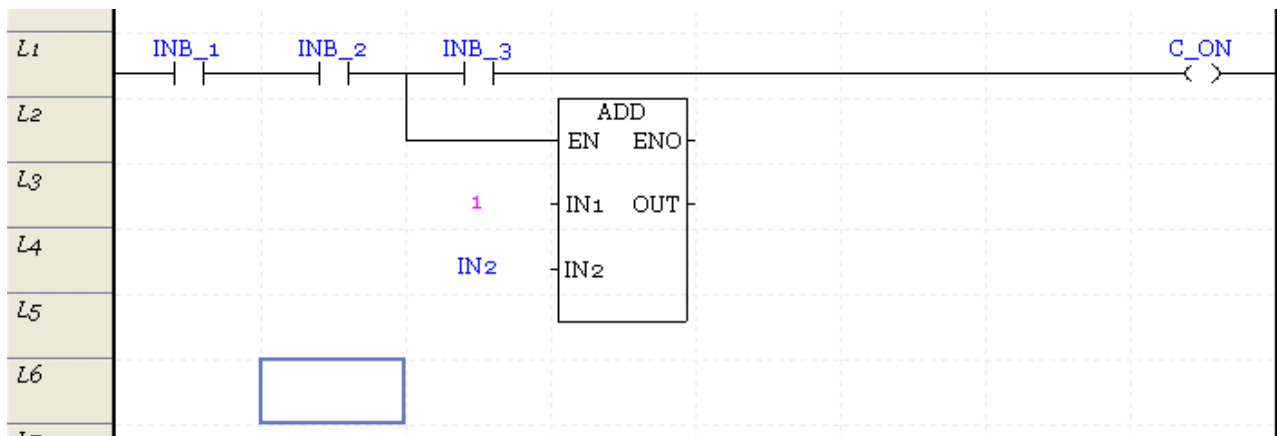 L1 INB_1 INB_2 INB_3 C_ON
L2 ADD
EN ENO
L3 1 IN1 OUT
L4 IN2 IN2
L5
L6